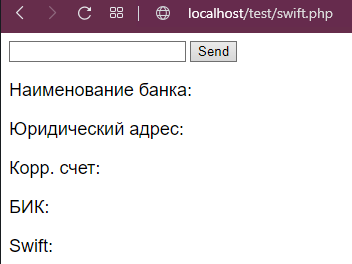 localhost/test/swift.php
Send
Наименование банка:
Юридический адрес:
Корр. счет:
БИК:
Swift: